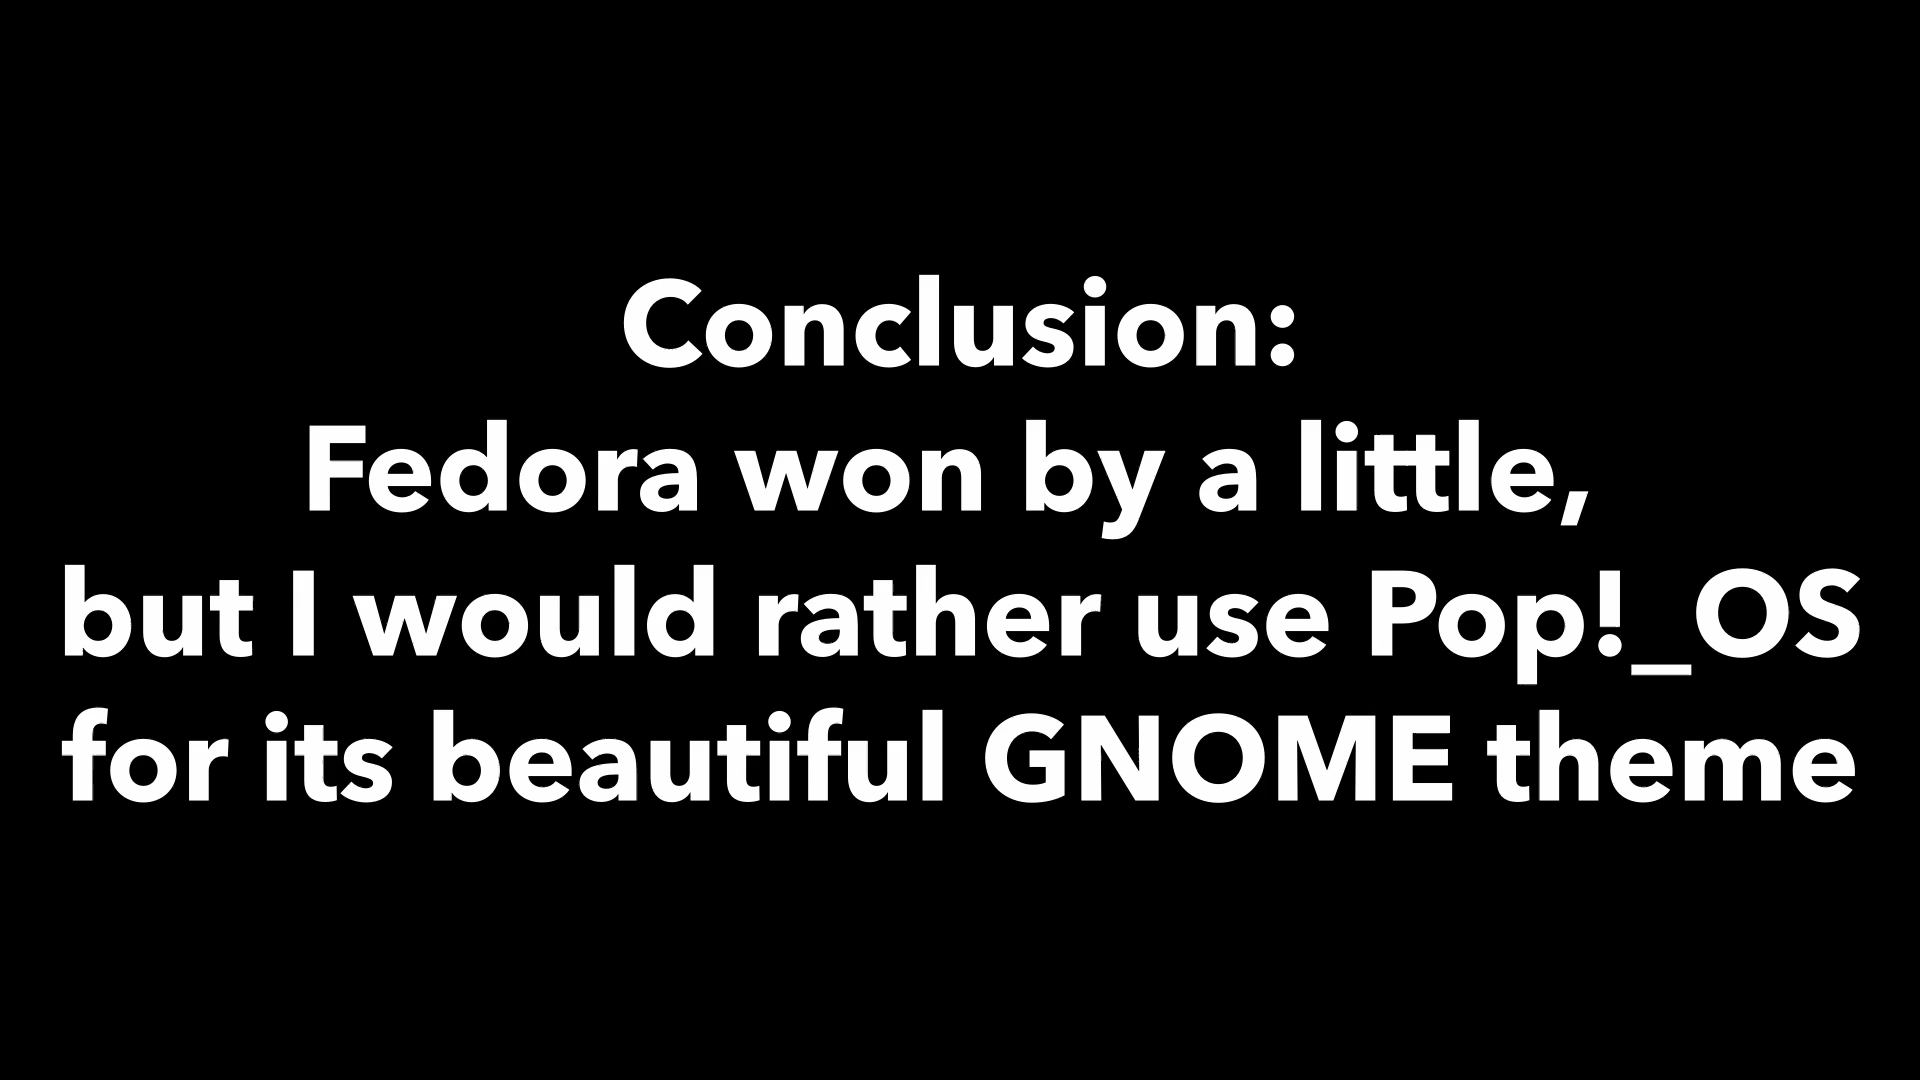 Conclusion:
Fedora won by a little,
but I would rather use Pop!_OS
for its beautiful GNOME theme